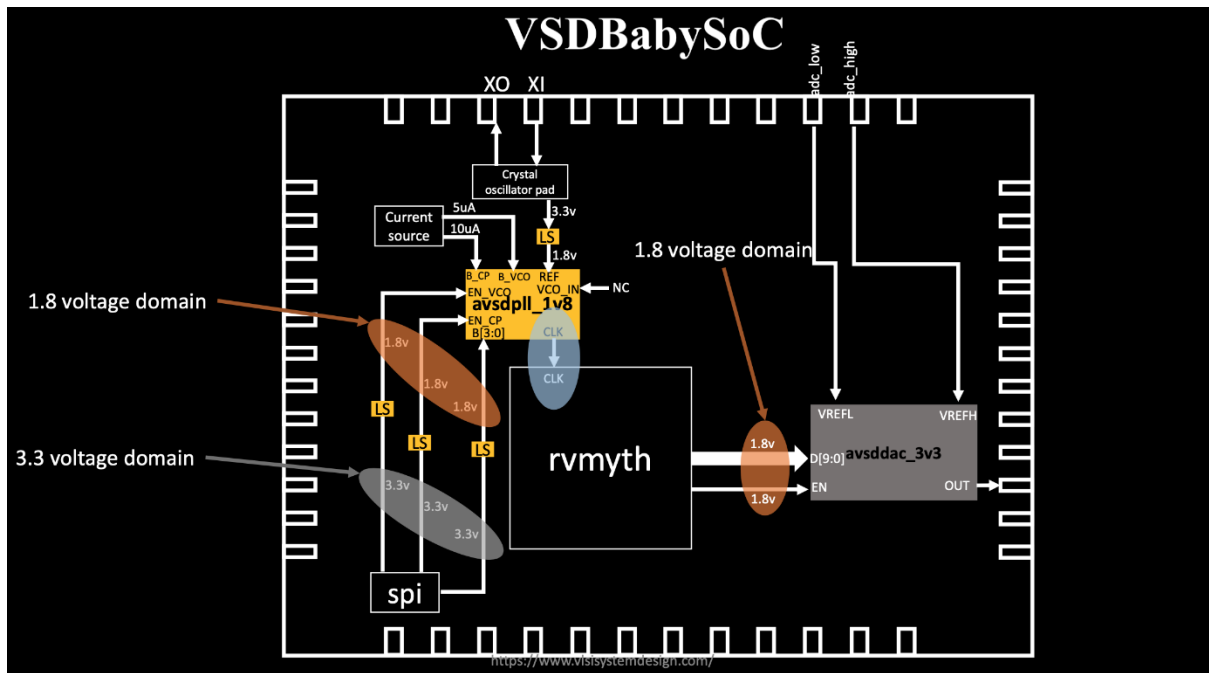 VSDBabySoC
XO
XI
adc_low
adc_high
Crystal
oscillator pad
Current
source
5uA
10uA
3.3v
LS
1.8v
1.8 voltage domain
B_CP
B_VCO
REF
EN_VCO
VCO_IN
NC
avsdpll_1v8
EN_CP
B[3:0]
CLK
CLK
1.8 voltage domain
1.8v
1.8v
1.8v
LS
LS
LS
3.3 voltage domain
3.3v
3.3v
3.3v
spi
rvmyth
1.8v
1.8v
VREFL
VREFH
D[9:0]
avsddac_3v3
EN
OUT
https://www.vlsisystemdesign.com/